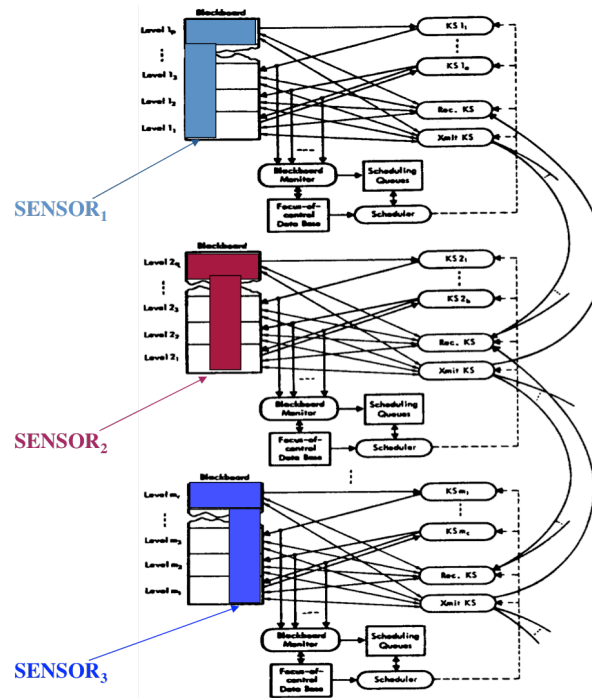 Blackboard
Level 1p
KS 1₁
Level 1₃
KS 1ₐ
Level 1₂
Rec. KS
Level 1₁
Xmit KS
Blackboard Monitor
Scheduling Queues
SENSOR₁
Focus-of-control Data Base
Scheduler
Blackboard
Level 2q
KS 2₁
Level 2₃
KS 2b
Level 2₂
Rec. KS
Level 2₁
Xmit KS
Blackboard Monitor
Scheduling Queues
SENSOR₂
Focus-of-control Data Base
Scheduler
Blackboard
Level mᵣ
KS m₁
Level m₃
KS m꜀
Level m₂
Rec. KS
Level m₁
Xmit KS
Blackboard Monitor
Scheduling Queues
SENSOR₃
Focus-of-control Data Base
Scheduler